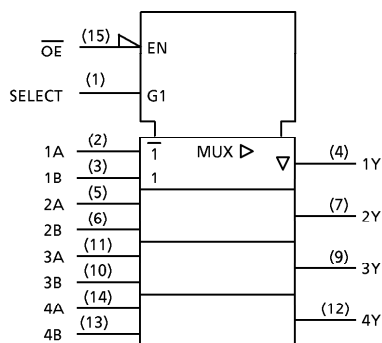 O̅E̅ (15) EN
SELECT (1) G1
1A (2) 1̅ MUX ▷ ▽ (4) 1Y
1B (3) 1
2A (5)
(7) 2Y
2B (6)
3A (11)
(9) 3Y
3B (10)
4A (14)
(12) 4Y
4B (13)